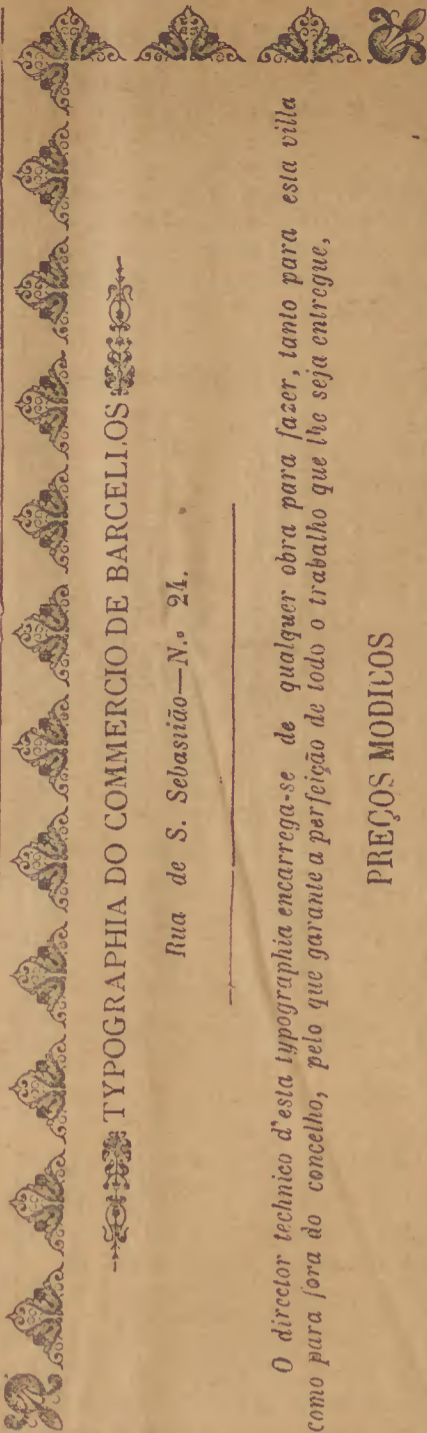 TYPOGRAPHIA DO COMMERCIO DE BARCELLOS
Rua de S. Sebastião—N.º 24.
O director technico d'esta typographia encarrega-se de qualquer obra para fazer, tanto para esta villa
como para fora do concelho, pelo que garante a perfeição de todo o trabalho que lhe seja entregue,
PREÇOS MODICOS